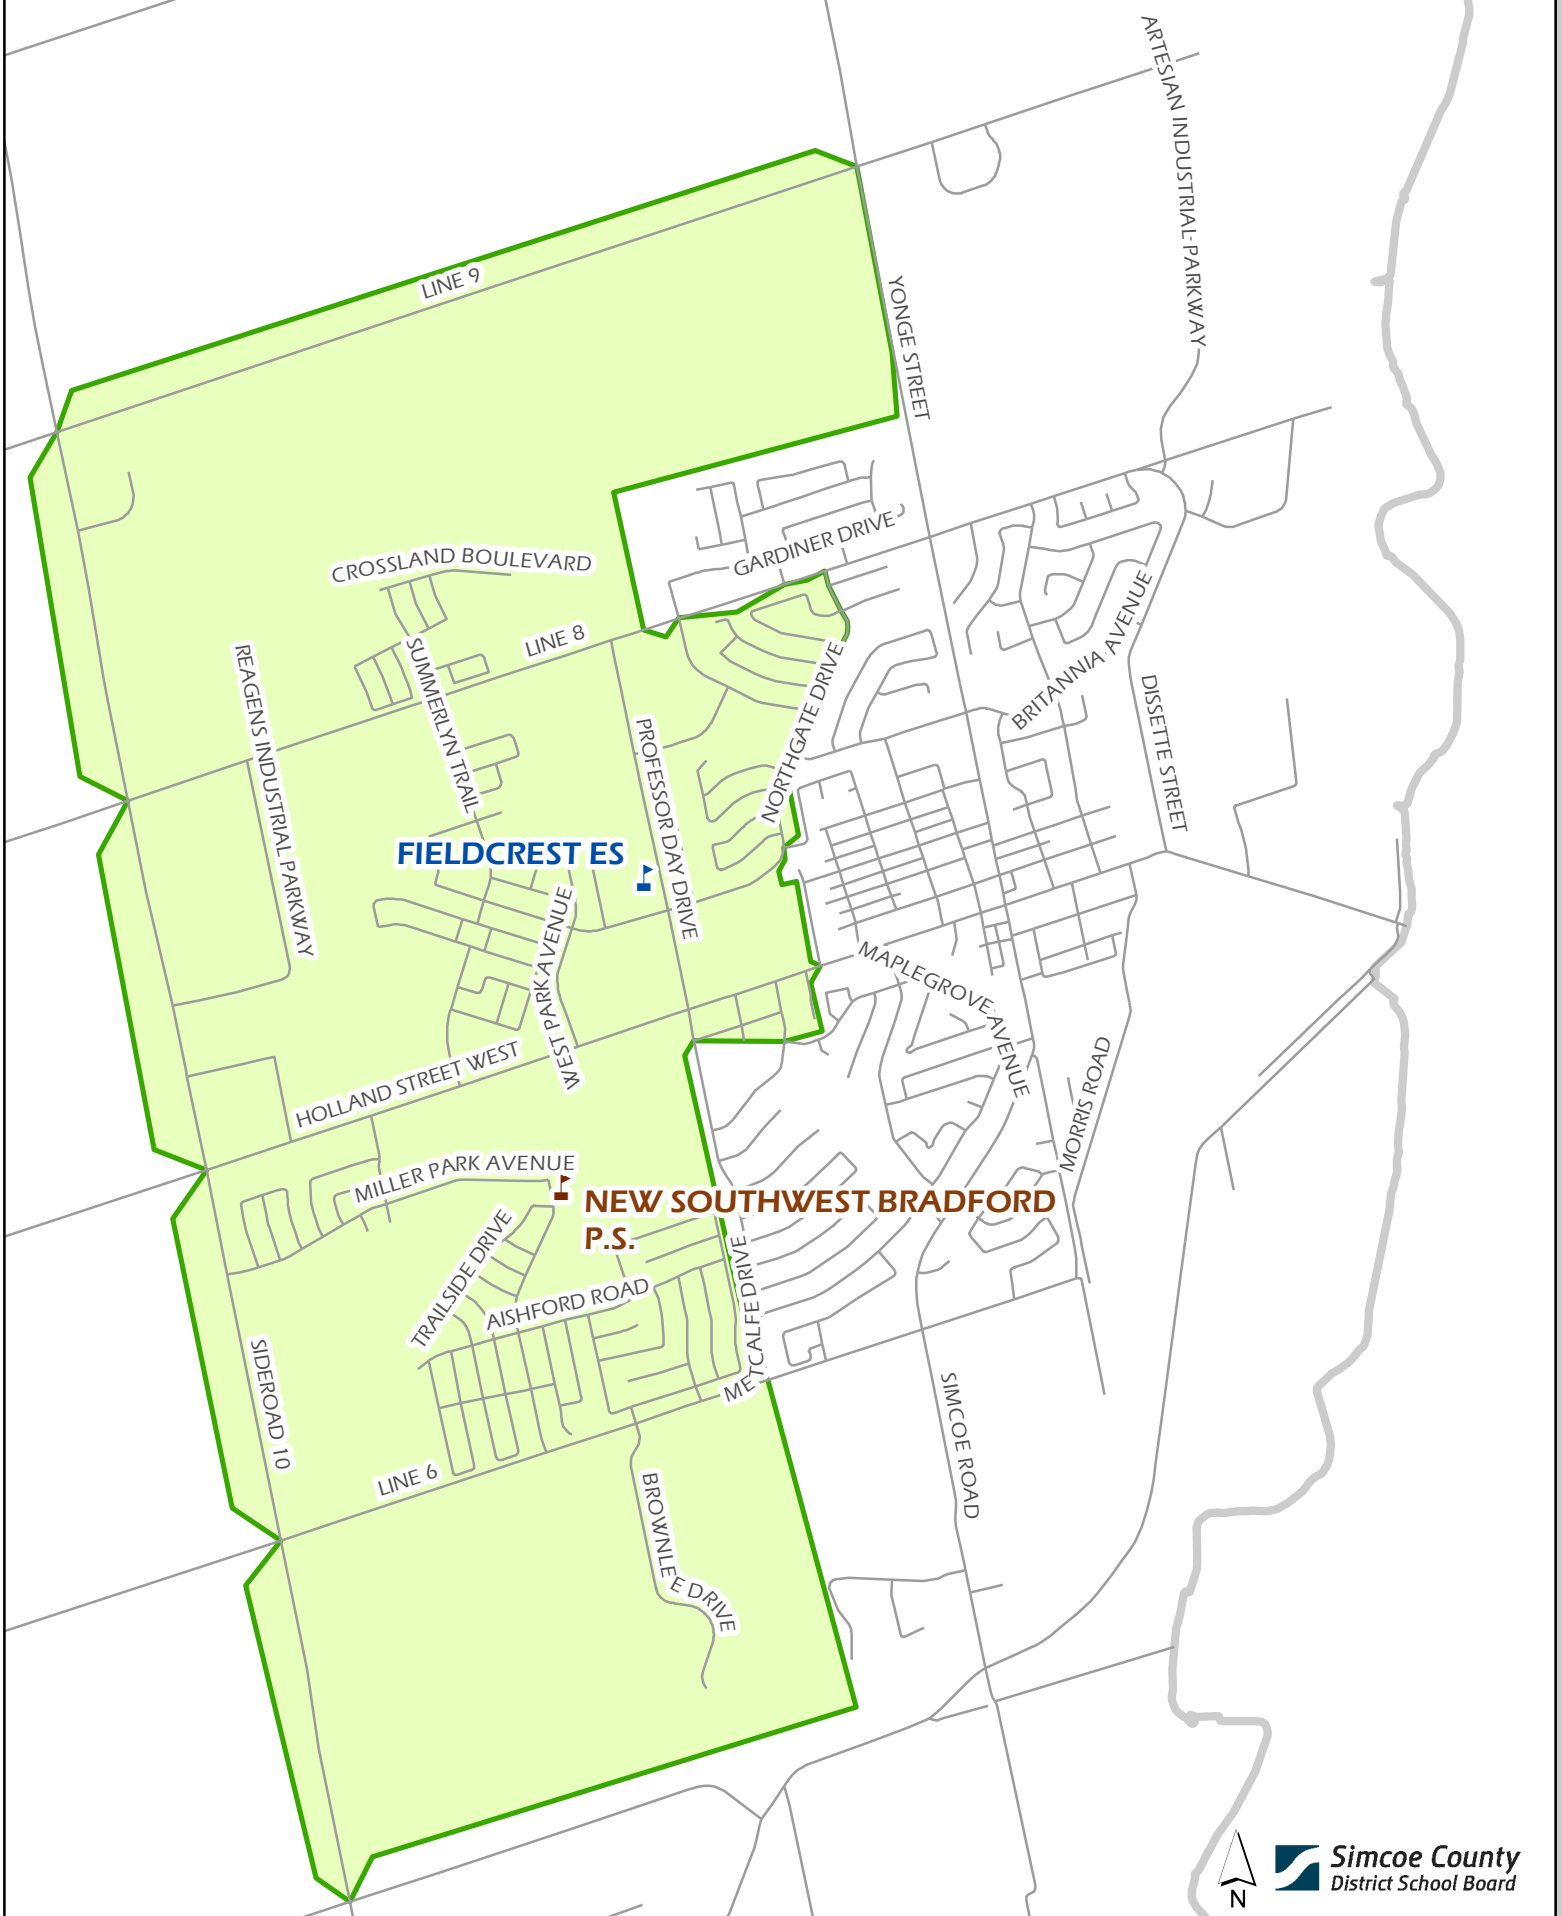 ARTESIAN INDUSTRIAL PARKWAY
LINE 9
YONGE STREET
GARDINER DRIVE
CROSSLAND BOULEVARD
LINE 8
BRITANNIA AVENUE
REAGENS INDUSTRIAL PARKWAY
SUMMERLYN TRAIL
NORTHGATE DRIVE
DISSETTE STREET
PROFESSOR DAY DRIVE
FIELDCREST ES
WEST PARK AVENUE
MAPLEGROVE AVENUE
HOLLAND STREET WEST
MORRIS ROAD
MILLER PARK AVENUE
NEW SOUTHWEST BRADFORD
P.S.
TRAILSIDE DRIVE
METCALFE DRIVE
AISHFORD ROAD
SIDEROAD 10
SIMCOE ROAD
LINE 6
BROWNLEE DRIVE
N
Simcoe County
District School Board